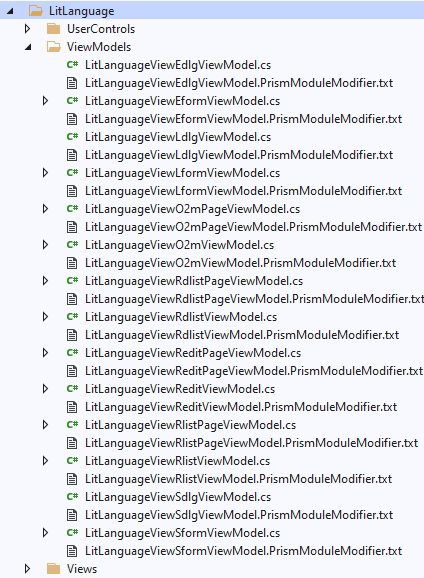 LitLanguage
UserControls
ViewModels
LitLanguageViewEdlgViewModel.cs
LitLanguageViewEdlgViewModel.PrismModuleModifier.txt
LitLanguageViewEformViewModel.cs
LitLanguageViewEformViewModel.PrismModuleModifier.txt
LitLanguageViewLdlgViewModel.cs
LitLanguageViewLdlgViewModel.PrismModuleModifier.txt
LitLanguageViewLformViewModel.cs
LitLanguageViewLformViewModel.PrismModuleModifier.txt
LitLanguageViewO2mPageViewModel.cs
LitLanguageViewO2mPageViewModel.PrismModuleModifier.txt
LitLanguageViewO2mViewModel.cs
LitLanguageViewO2mViewModel.PrismModuleModifier.txt
LitLanguageViewRdlistPageViewModel.cs
LitLanguageViewRdlistPageViewModel.PrismModuleModifier.txt
LitLanguageViewRdlistViewModel.cs
LitLanguageViewRdlistViewModel.PrismModuleModifier.txt
LitLanguageViewReditPageViewModel.cs
LitLanguageViewReditPageViewModel.PrismModuleModifier.txt
LitLanguageViewReditViewModel.cs
LitLanguageViewReditViewModel.PrismModuleModifier.txt
LitLanguageViewRlistPageViewModel.cs
LitLanguageViewRlistPageViewModel.PrismModuleModifier.txt
LitLanguageViewRlistViewModel.cs
LitLanguageViewRlistViewModel.PrismModuleModifier.txt
LitLanguageViewSdlgViewModel.cs
LitLanguageViewSdlgViewModel.PrismModuleModifier.txt
LitLanguageViewSformViewModel.cs
LitLanguageViewSformViewModel.PrismModuleModifier.txt
Views